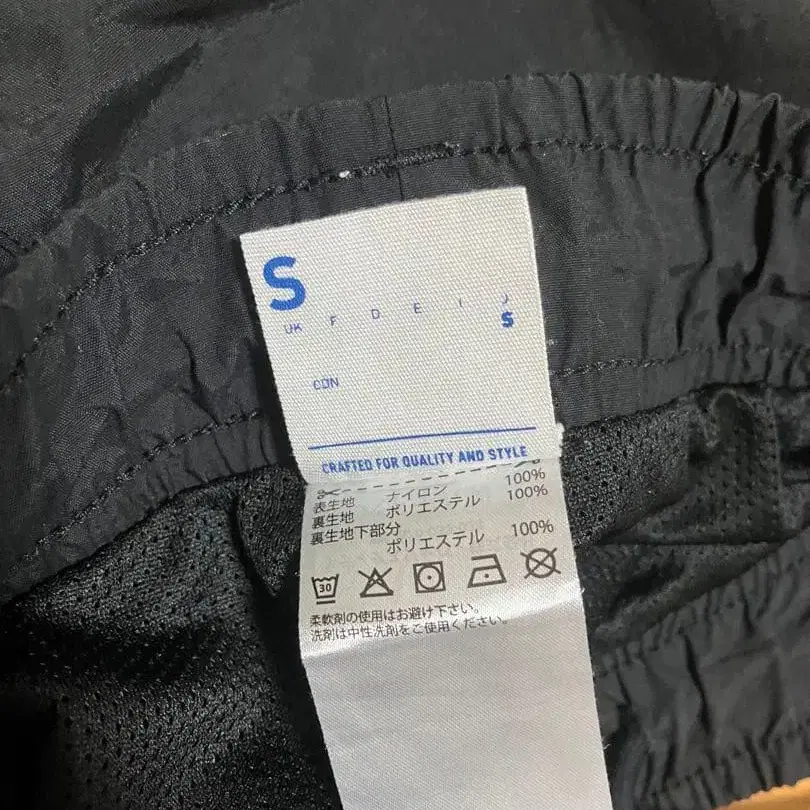 S
UK F D E I J
S
CDN
CRAFTED FOR QUALITY AND STYLE
表生地 ナイロン 100%
裏生地 ポリエステル 100%
裏生地下部分
ポリエステル 100%
30
柔軟剤の使用はお避け下さい。
洗剤は中性洗剤をご使用ください。